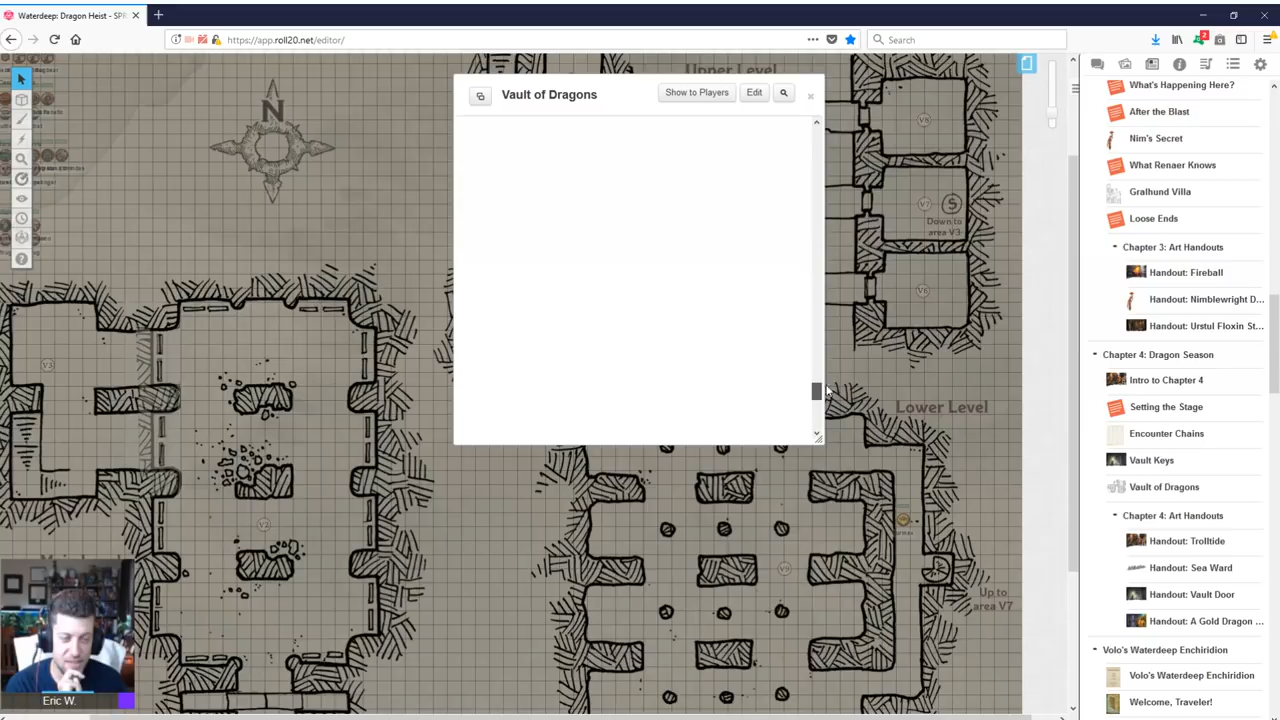 Waterdeep: Dragon Heist - SPR
https://app.roll20.net/editor/
Search
2
N
Upper Level
Vault of Dragons
Show to Players
Edit
V8
V7
Down to
area V3
V6
V3
V2
Lower Level
V9
Up to
area V7
Eric W.
What's Happening Here?
After the Blast
Nim's Secret
What Renaer Knows
Gralhund Villa
Loose Ends
Chapter 3: Art Handouts
Handout: Fireball
Handout: Nimblewright D...
Handout: Urstul Floxin St...
Chapter 4: Dragon Season
Intro to Chapter 4
Setting the Stage
Encounter Chains
Vault Keys
Vault of Dragons
Chapter 4: Art Handouts
Handout: Trolltide
Handout: Sea Ward
Handout: Vault Door
Handout: A Gold Dragon ...
Volo's Waterdeep Enchiridion
Volo's Waterdeep Enchiridion
Welcome, Traveler!